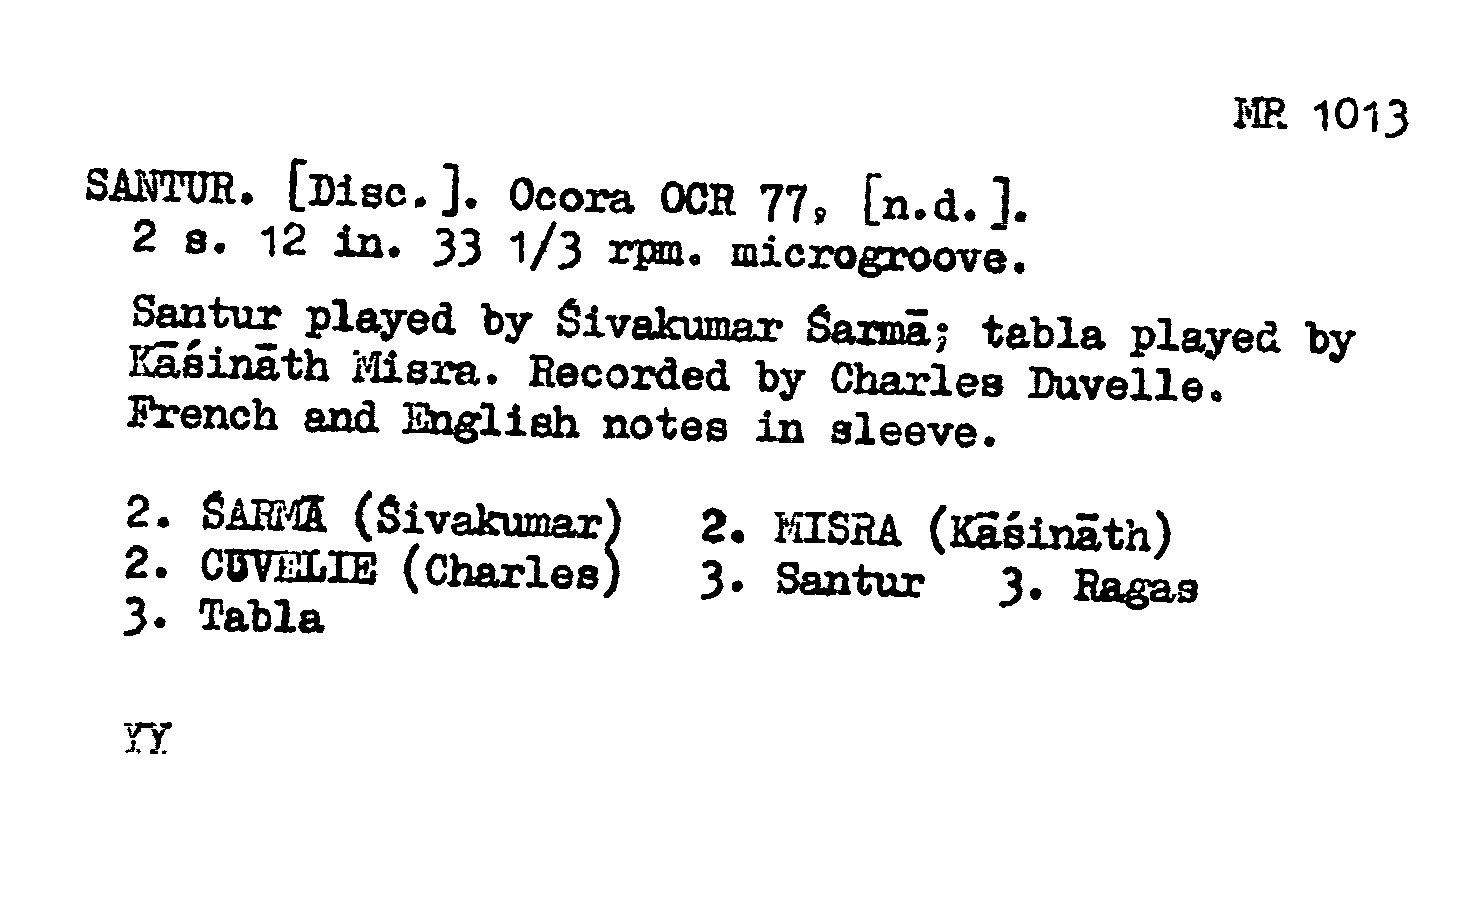 MR 1013
SANTUR. [Disc.]. Ocora OCR 77, [n.d.].
2 s. 12 in. 33 1/3 rpm. microgroove.
Santur played by Śivakumar Śarmā; tabla played by
Kāśināth Misra. Recorded by Charles Duvelle.
French and English notes in sleeve.
2. ŚARMĀ (Śivakumar) 2. MISRA (Kāśināth)
2. CUVELIE (Charles) 3. Santur 3. Ragas
3. Tabla
YY